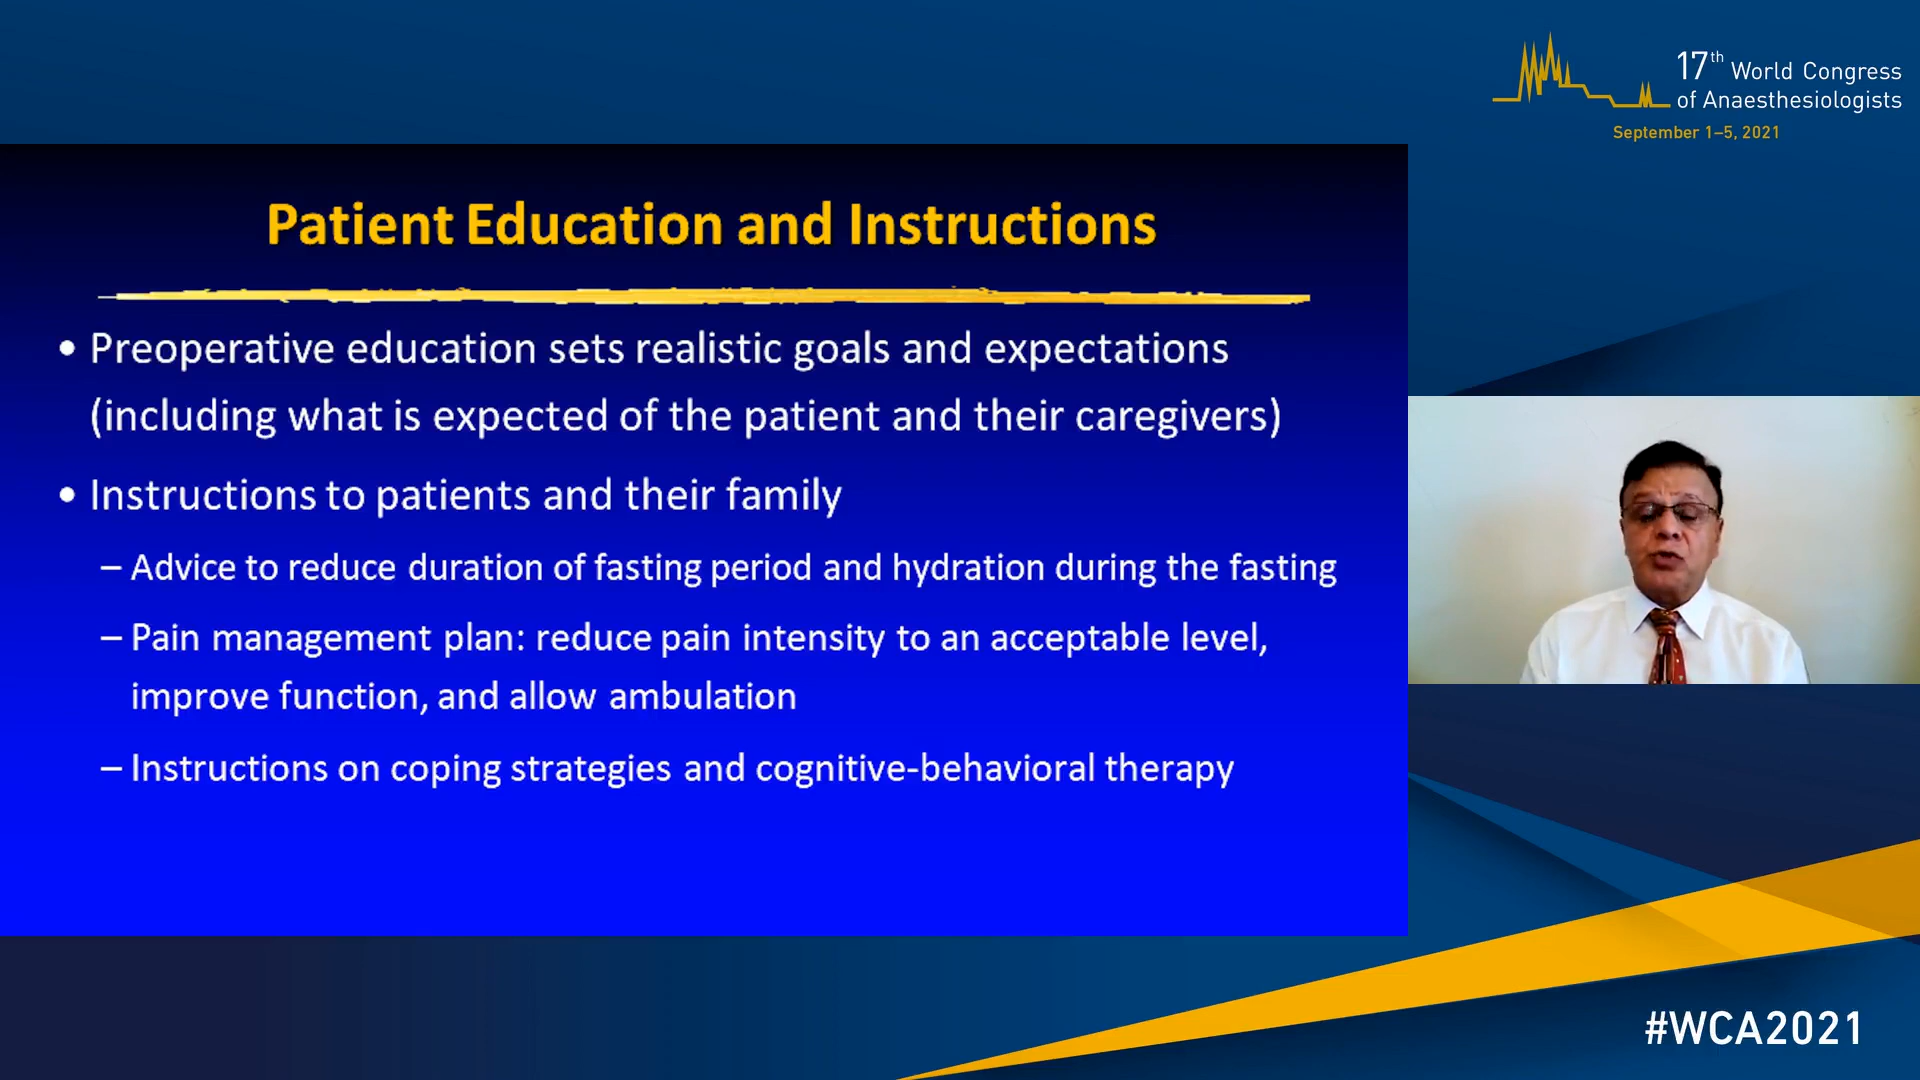 17th World Congress
of Anaesthesiologists
September 1–5, 2021
Patient Education and Instructions
• Preoperative education sets realistic goals and expectations
(including what is expected of the patient and their caregivers)
• Instructions to patients and their family
– Advice to reduce duration of fasting period and hydration during the fasting
– Pain management plan: reduce pain intensity to an acceptable level,
improve function, and allow ambulation
– Instructions on coping strategies and cognitive-behavioral therapy
#WCA2021